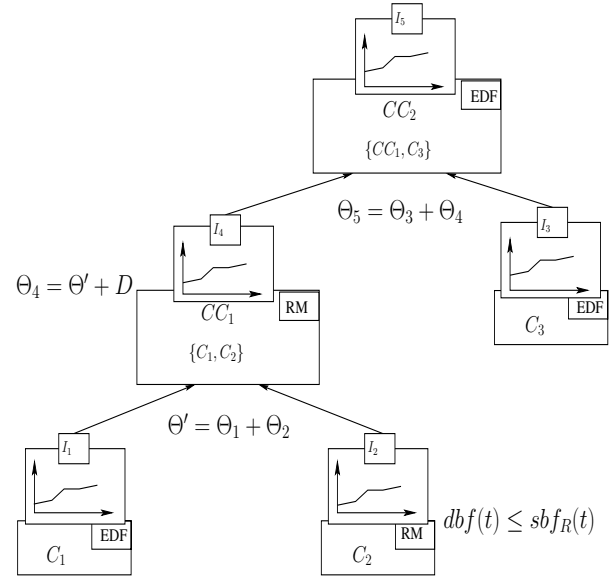 I₅
EDF
CC₂
{CC₁, C₃}
Θ₅ = Θ₃ + Θ₄
I₄
I₃
Θ₄ = Θ′ + D
RM
CC₁
EDF
C₃
{C₁, C₂}
Θ′ = Θ₁ + Θ₂
I₁
I₂
EDF
C₁
RM
C₂
dbf(t) ≤ sbf_R(t)